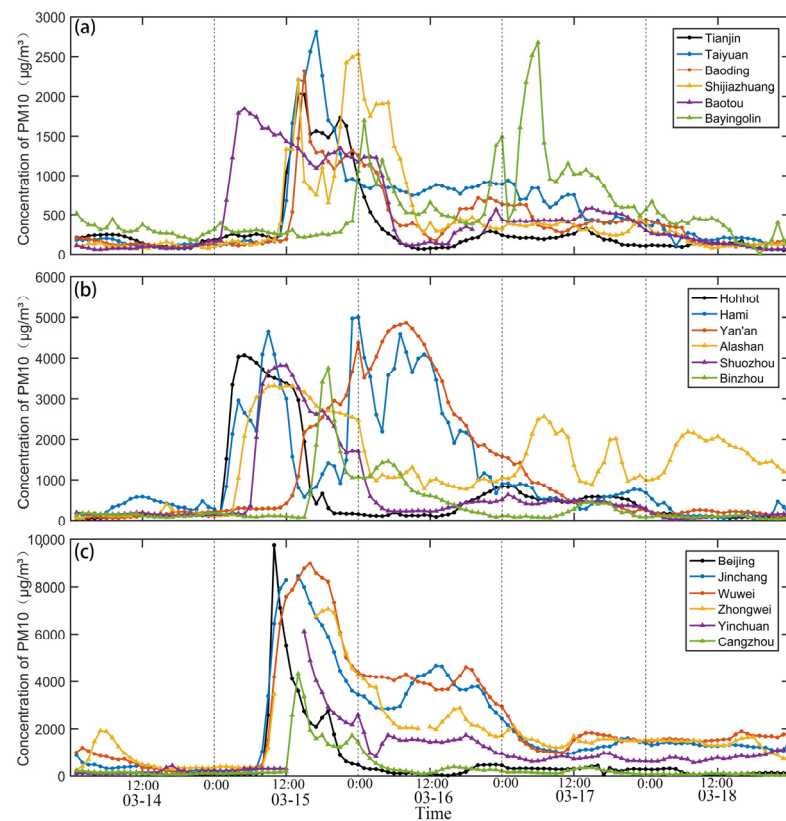 (a)
Concentration of PM10（μg/m³）
3000
2500
2000
1500
1000
500
0
Tianjin
Taiyuan
Baoding
Shijiazhuang
Baotou
Bayingolin
(b)
Concentration of PM10（μg/m³）
6000
5000
4000
3000
2000
1000
0
Hohhot
Hami
Yan'an
Alashan
Shuozhou
Binzhou
(c)
Concentration of PM10（μg/m³）
10000
8000
6000
4000
2000
0
Beijing
Jinchang
Wuwei
Zhongwei
Yinchuan
Cangzhou
12:00 0:00 12:00 0:00 12:00 0:00 12:00 0:00 12:00
03-14 03-15 03-16 03-17 03-18
Time